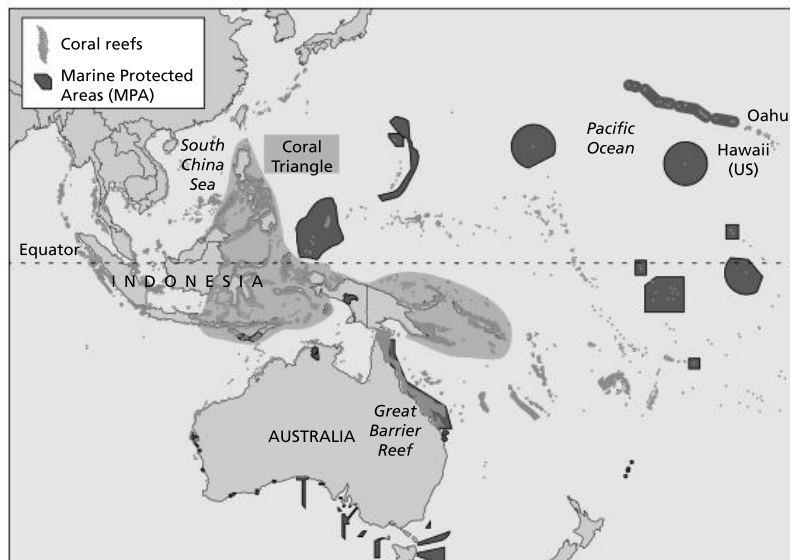 Coral reefs
Marine Protected
Areas (MPA)
South
China
Sea
Coral
Triangle
Pacific
Ocean
Oahu
Hawaii
(US)
Equator
INDONESIA
AUSTRALIA
Great
Barrier
Reef